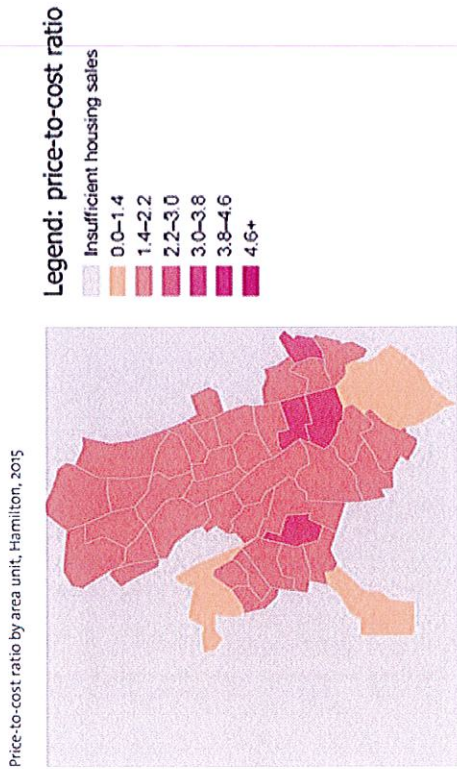 Price-to-cost ratio by area unit, Hamilton, 2015
Legend: price-to-cost ratio
Insufficient housing sales
0.0–1.4
1.4–2.2
2.2–3.0
3.0–3.8
3.8–4.6
4.6+